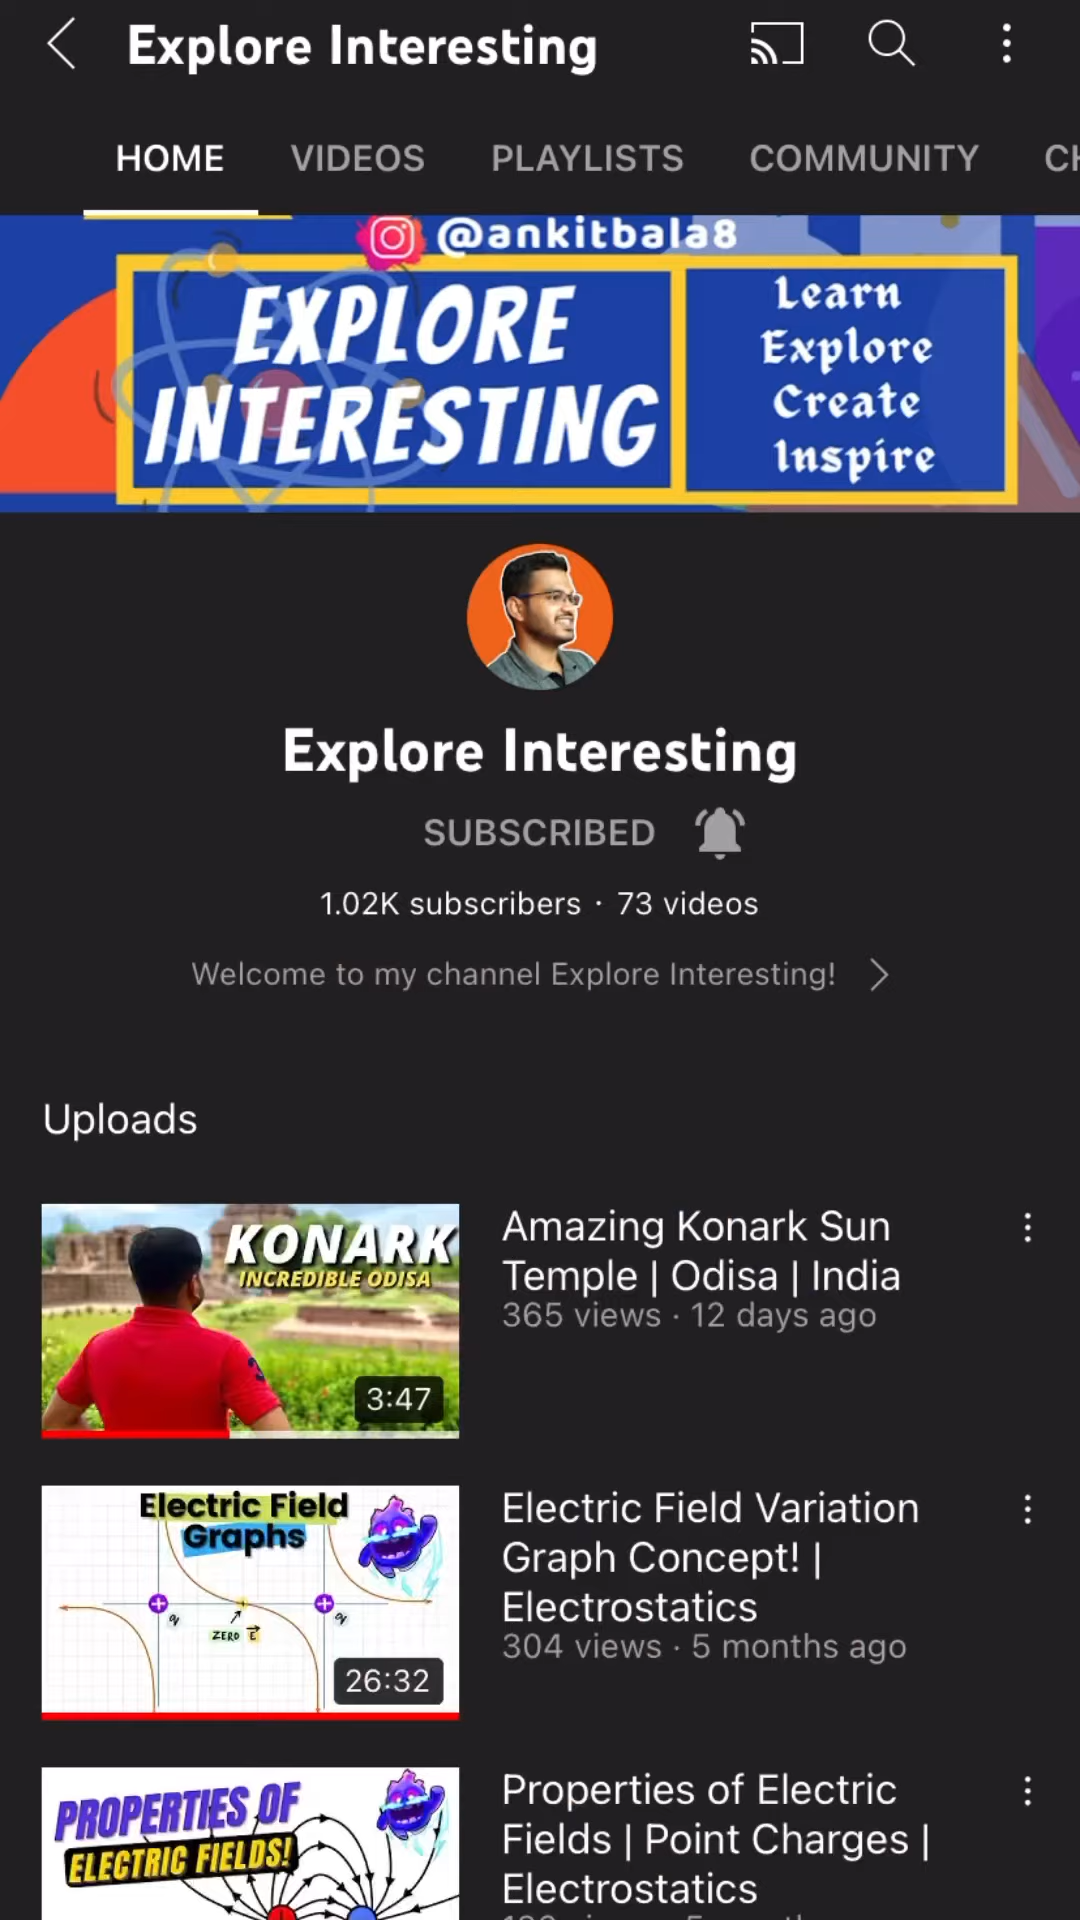 Explore Interesting
HOME VIDEOS PLAYLISTS COMMUNITY
@ankitbala8
EXPLORE
INTERESTING
Learn
Explore
Create
Inspire
Explore Interesting
SUBSCRIBED
1.02K subscribers · 73 videos
Welcome to my channel Explore Interesting!
Uploads
KONARK
INCREDIBLE ODISA
3:47
Amazing Konark Sun
Temple | Odisa | India
365 views · 12 days ago
Electric Field
Graphs
ZERO E
26:32
Electric Field Variation
Graph Concept! |
Electrostatics
304 views · 5 months ago
PROPERTIES OF
ELECTRIC FIELDS!
Properties of Electric
Fields | Point Charges |
Electrostatics